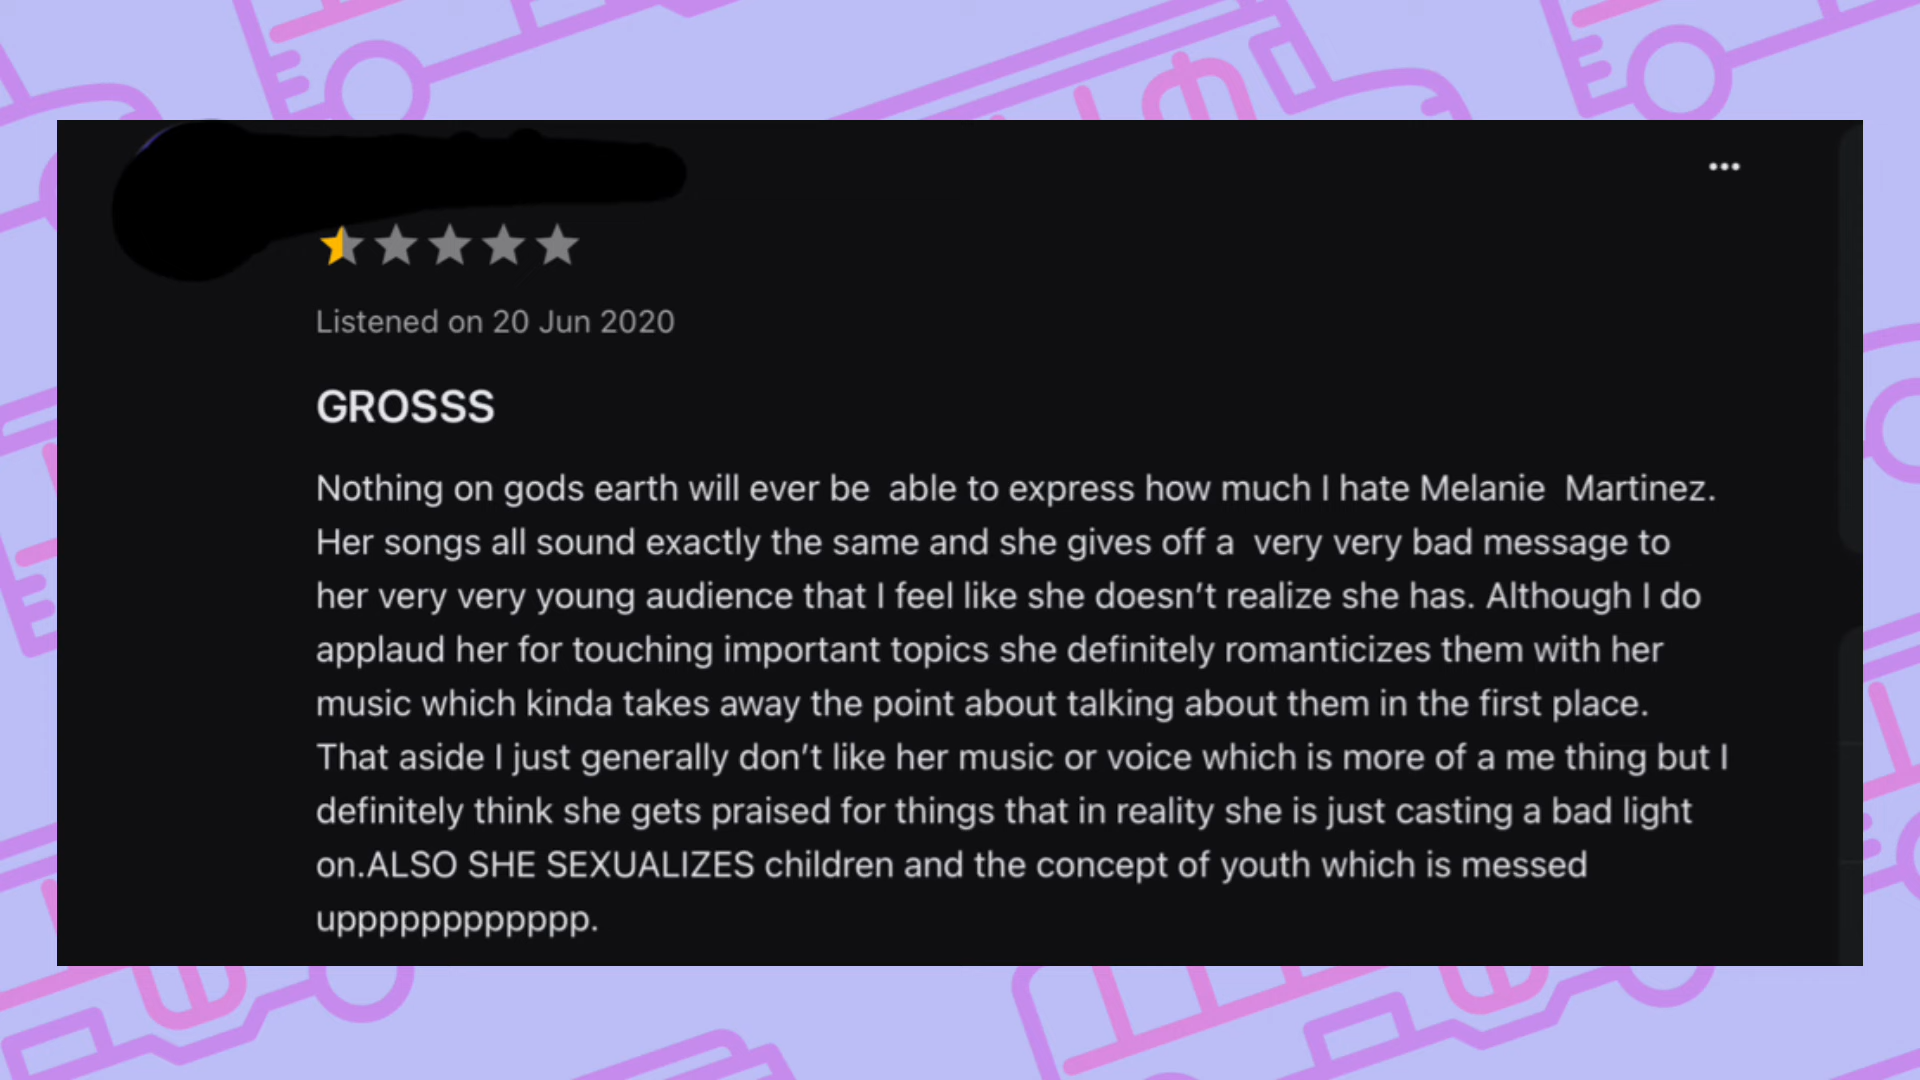 Listened on 20 Jun 2020
GROSSS
Nothing on gods earth will ever be  able to express how much I hate Melanie  Martinez.
Her songs all sound exactly the same and she gives off a  very very bad message to
her very very young audience that I feel like she doesn’t realize she has. Although I do
applaud her for touching important topics she definitely romanticizes them with her
music which kinda takes away the point about talking about them in the first place.
That aside I just generally don’t like her music or voice which is more of a me thing but I
definitely think she gets praised for things that in reality she is just casting a bad light
on.ALSO SHE SEXUALIZES children and the concept of youth which is messed
upppppppppppp.